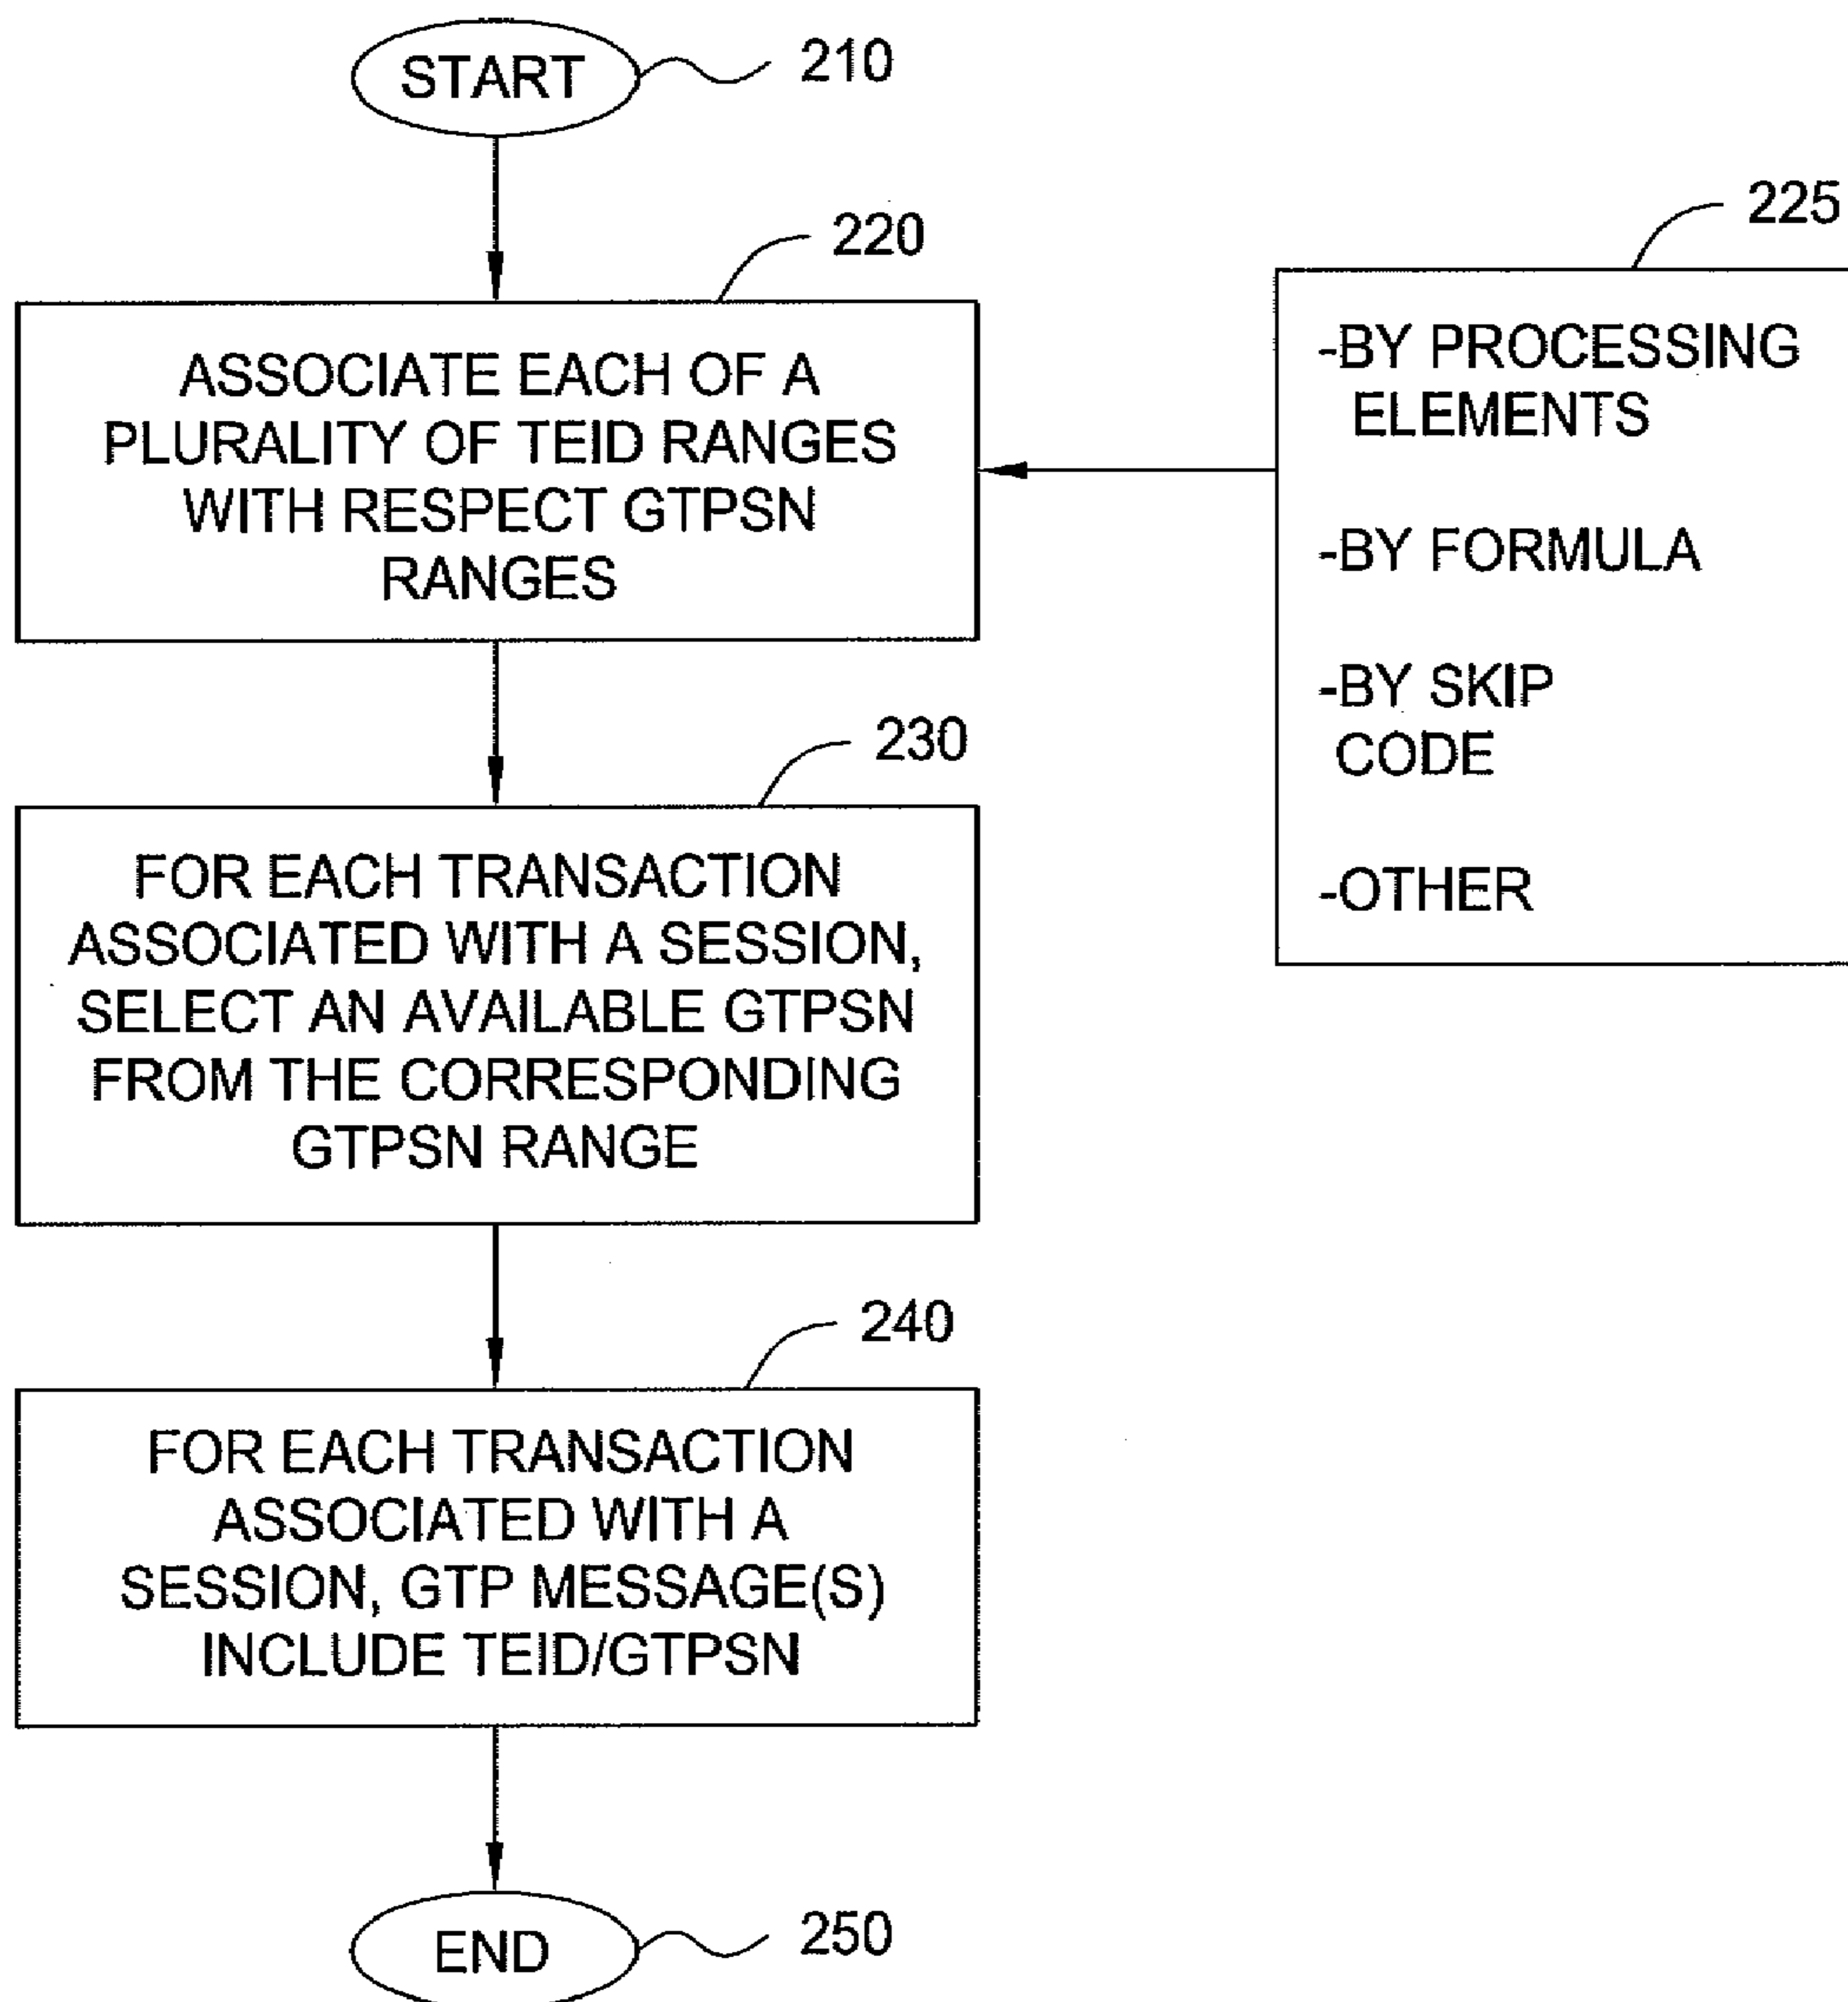 START
210
220
ASSOCIATE EACH OF A
PLURALITY OF TEID RANGES
WITH RESPECT GTPSN
RANGES
225
-BY PROCESSING
ELEMENTS
-BY FORMULA
-BY SKIP
CODE
-OTHER
230
FOR EACH TRANSACTION
ASSOCIATED WITH A SESSION,
SELECT AN AVAILABLE GTPSN
FROM THE CORRESPONDING
GTPSN RANGE
240
FOR EACH TRANSACTION
ASSOCIATED WITH A
SESSION, GTP MESSAGE(S)
INCLUDE TEID/GTPSN
END
250